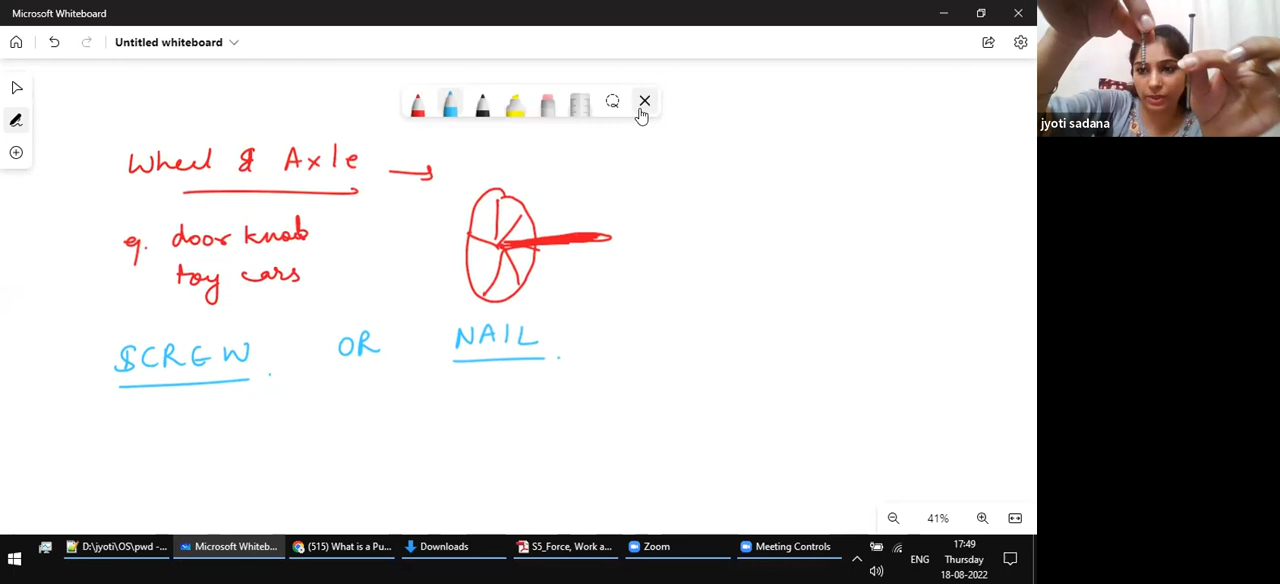 Microsoft Whiteboard
Untitled whiteboard
jyoti sadana
Wheel & Axle →
eg. door knob
toy cars
SCREW . OR NAIL .
41%
D:\jyoti\OS\pwd -...
Microsoft Whiteb...
(515) What is a Pu...
Downloads
S5_Force, Work a...
Zoom
Meeting Controls
ENG
17:49
Thursday
18-08-2022